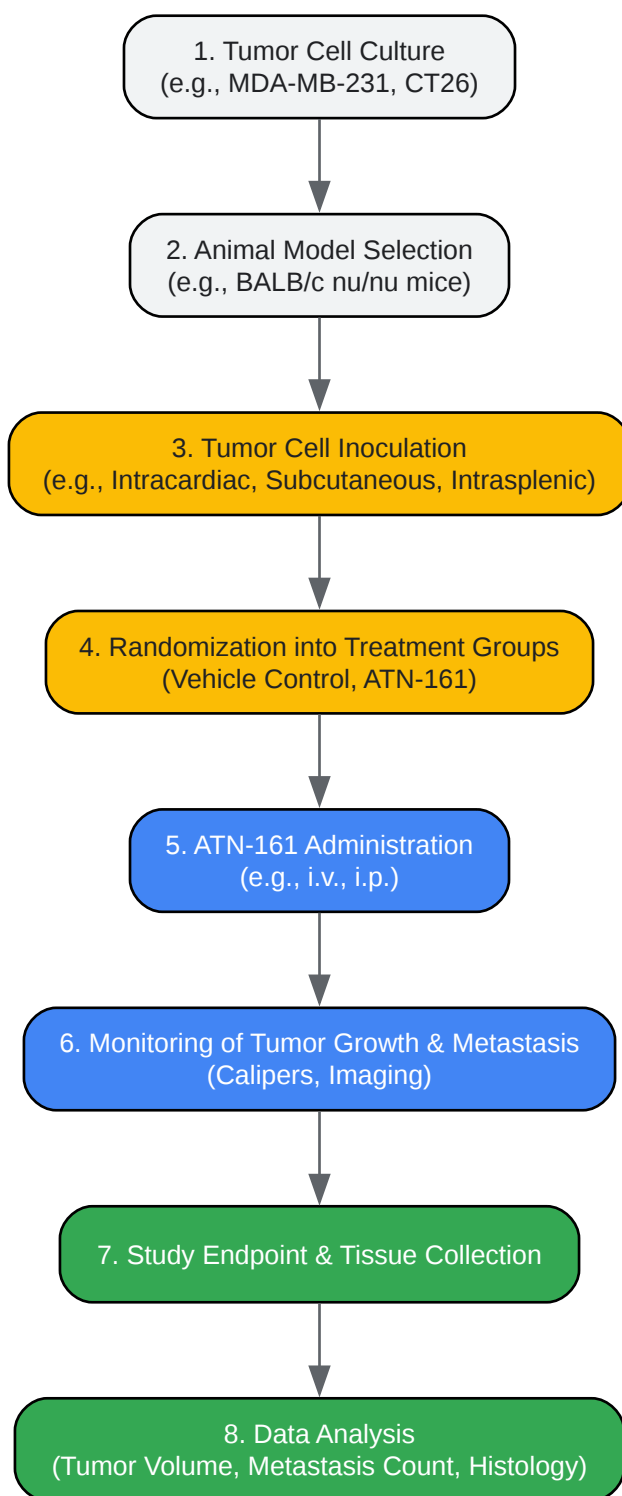 1. Tumor Cell Culture
(e.g., MDA-MB-231, CT26)
2. Animal Model Selection
(e.g., BALB/c nu/nu mice)
3. Tumor Cell Inoculation
(e.g., Intracardiac, Subcutaneous, Intrasplenic)
4. Randomization into Treatment Groups
(Vehicle Control, ATN-161)
5. ATN-161 Administration
(e.g., i.v., i.p.)
6. Monitoring of Tumor Growth & Metastasis
(Calipers, Imaging)
7. Study Endpoint & Tissue Collection
8. Data Analysis
(Tumor Volume, Metastasis Count, Histology)